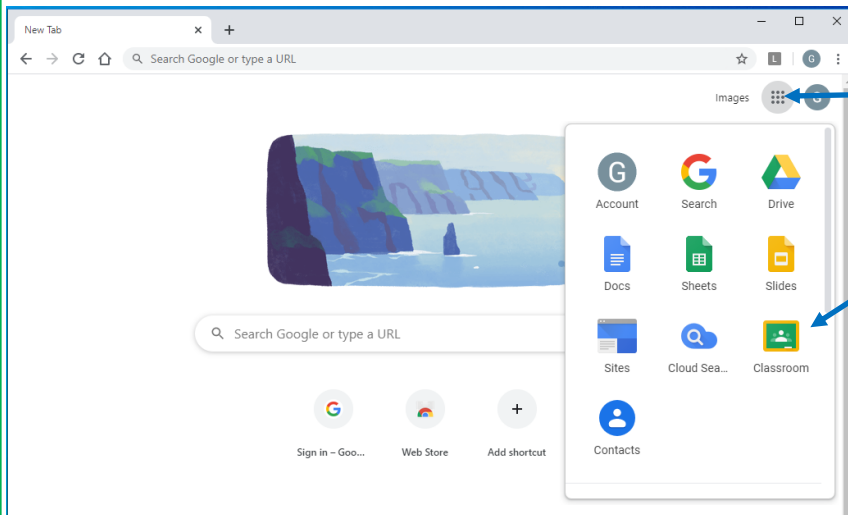 New Tab
Search Google or type a URL
L
G
Images
G
G
Account
Search
Drive
Docs
Sheets
Slides
Search Google or type a URL
Sites
Cloud Sea...
Classroom
Sign in – Goo...
Web Store
Add shortcut
Contacts